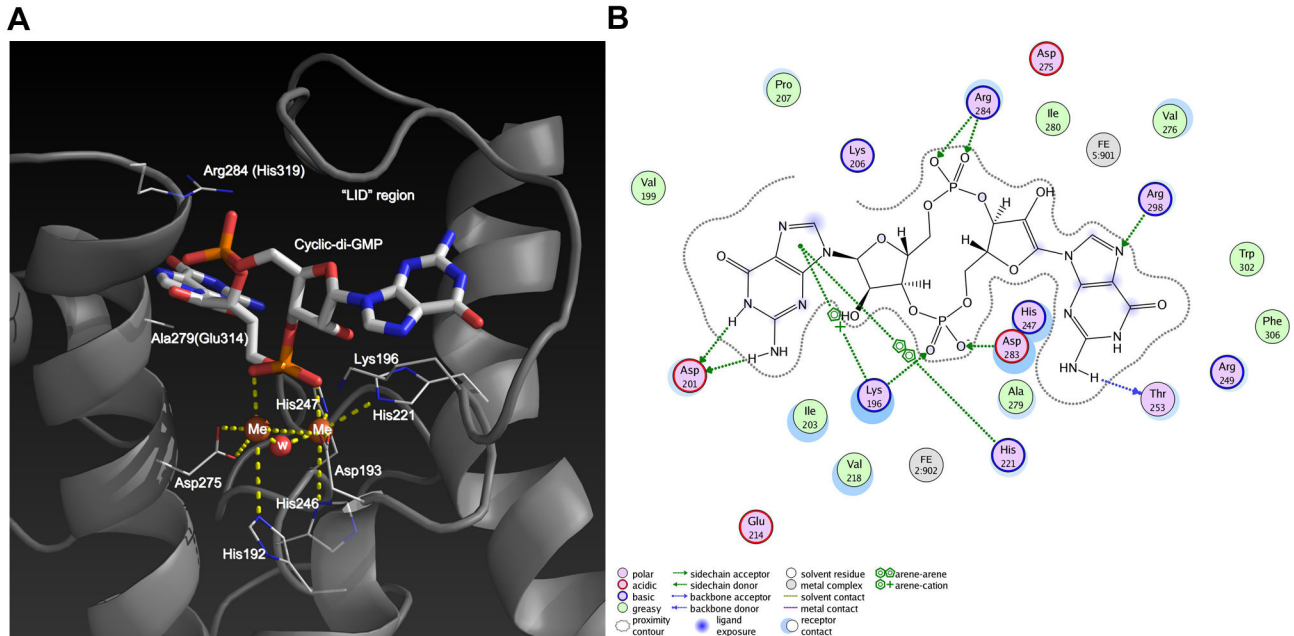 A
Arg284 (His319)
"LID" region
Cyclic-di-GMP
Ala279(Glu314)
Lys196
His247
His221
Me
W
Me
Asp275
Asp193
His246
His192
B
Asp
275
Pro
207
Arg
284
Ile
280
Val
276
FE
5:901
Lys
206
Val
199
O
O
P
O
O
H
OH
Arg
298
N
N
N
N
O
N
H
N
NH
H
O
H
O
H
H
O
HO
O
P
O
O
O
N
N
N
NH
O
N
H
Trp
302
His
247
Asp
283
Phe
306
Arg
249
Asp
201
Lys
196
Ala
279
Thr
253
Ile
203
Val
218
FE
2:902
His
221
Glu
214
polar
acidic
basic
greasy
proximity
contour
sidechain acceptor
sidechain donor
backbone acceptor
backbone donor
ligand
exposure
solvent residue
metal complex
solvent contact
metal contact
receptor
contact
arene-arene
arene-cation